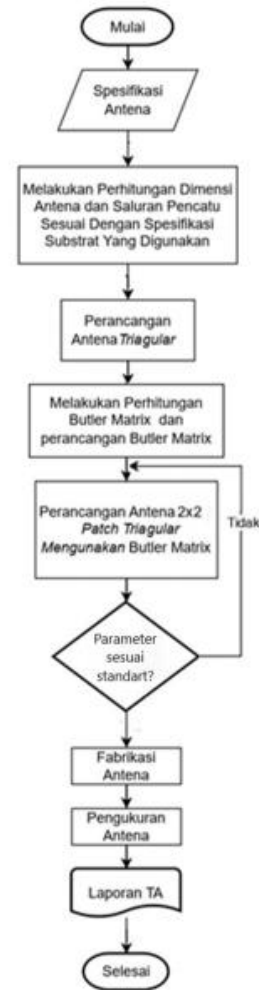 Mulai
Spesifikasi
Antena
Melakukan Perhitungan Dimensi
Antena dan Saluran Pencatu
Sesuai Dengan Spesifikasi
Substrat Yang Digunakan
Perancangan
Antena Triagular
Melakukan Perhitungan
Butler Matrix dan
perancangan Butler Matrix
Perancangan Antena 2x2
Patch Triagular
Mengunakan Butler Matrix
Tidak
Parameter
sesuai
standart?
Fabrikasi
Antena
Pengukuran
Antena
Laporan TA
Selesai